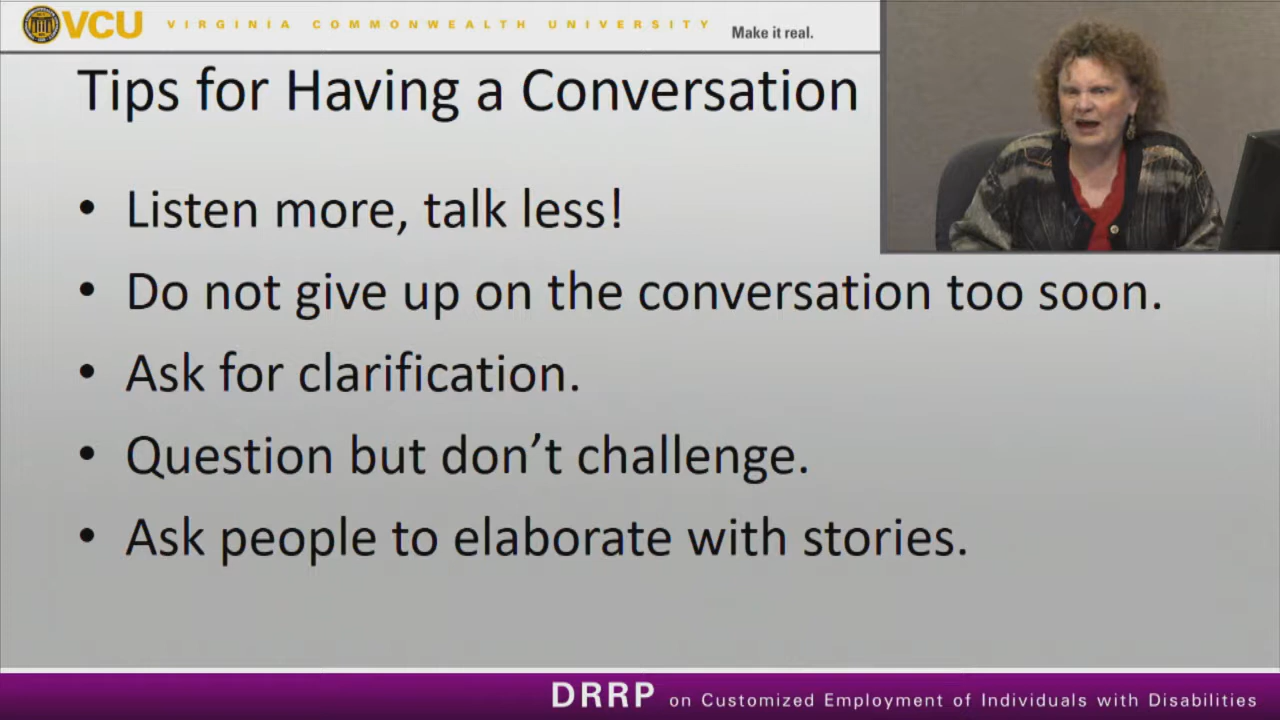 VCU VIRGINIA COMMONWEALTH UNIVERSITY Make it real.
Tips for Having a Conversation
• Listen more, talk less!
• Do not give up on the conversation too soon.
• Ask for clarification.
• Question but don’t challenge.
• Ask people to elaborate with stories.
DRRP on Customized Employment of Individuals with Disabilities